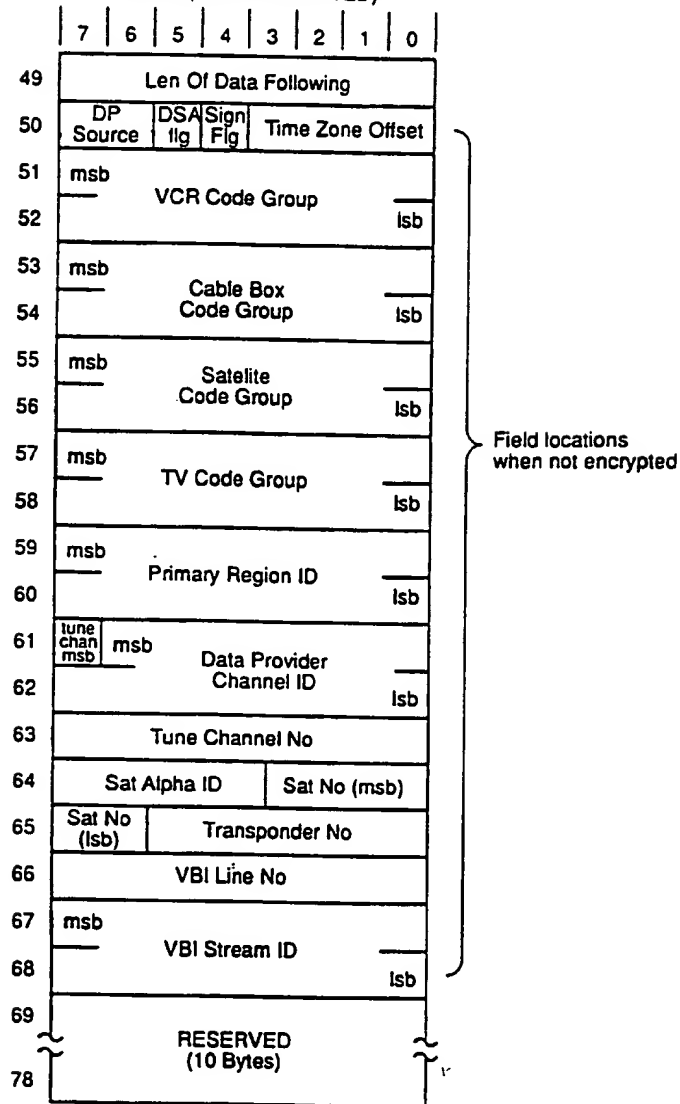 7 6 5 4 3 2 1 0
49 Len Of Data Following
50 DP Source DSA flg Sign Flg Time Zone Offset
51 msb
VCR Code Group
52 lsb
53 msb
Cable Box
54 Code Group lsb
55 msb
Satelite
Code Group
56 lsb
Field locations
when not encrypted
57 msb
TV Code Group
58 lsb
59 msb
Primary Region ID
60 lsb
61 tune chan msb msb
Data Provider
62 Channel ID lsb
63 Tune Channel No
64 Sat Alpha ID Sat No (msb)
65 Sat No (lsb) Transponder No
66 VBI Line No
67 msb
VBI Stream ID
68 lsb
69
RESERVED
(10 Bytes)
78